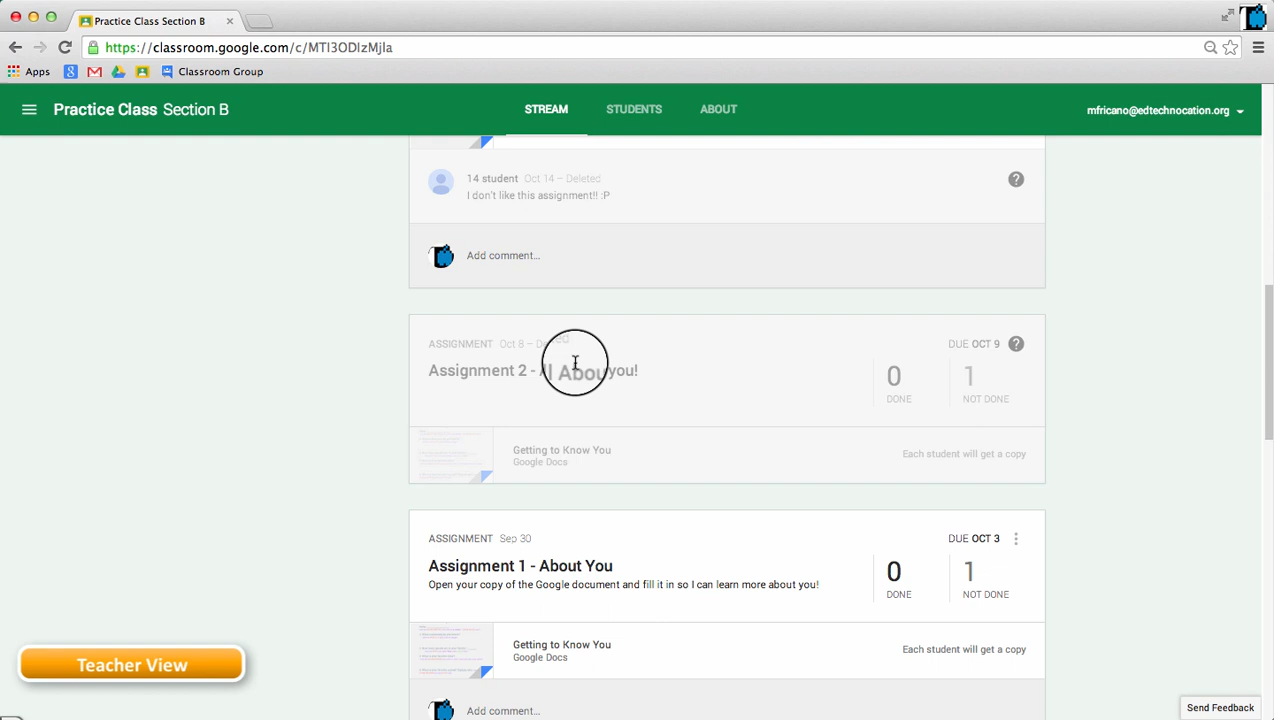 Practice Class Section B
https://classroom.google.com/c/MTI3ODIzMjIa
Apps
Classroom Group
Practice Class Section B
STREAM
STUDENTS
ABOUT
mfricano@edtechnocation.org
14 student Oct 14 – Deleted
I don't like this assignment!! :P
Add comment...
ASSIGNMENT Oct 8 –
DUE OCT 9
Assignment 2 - All About you!
0
DONE
1
NOT DONE
Getting to Know You
Google Docs
Each student will get a copy
ASSIGNMENT Sep 30
DUE OCT 3
Assignment 1 - About You
Open your copy of the Google document and fill it in so I can learn more about you!
0
DONE
1
NOT DONE
Getting to Know You
Google Docs
Each student will get a copy
Add comment...
Teacher View
Send Feedback